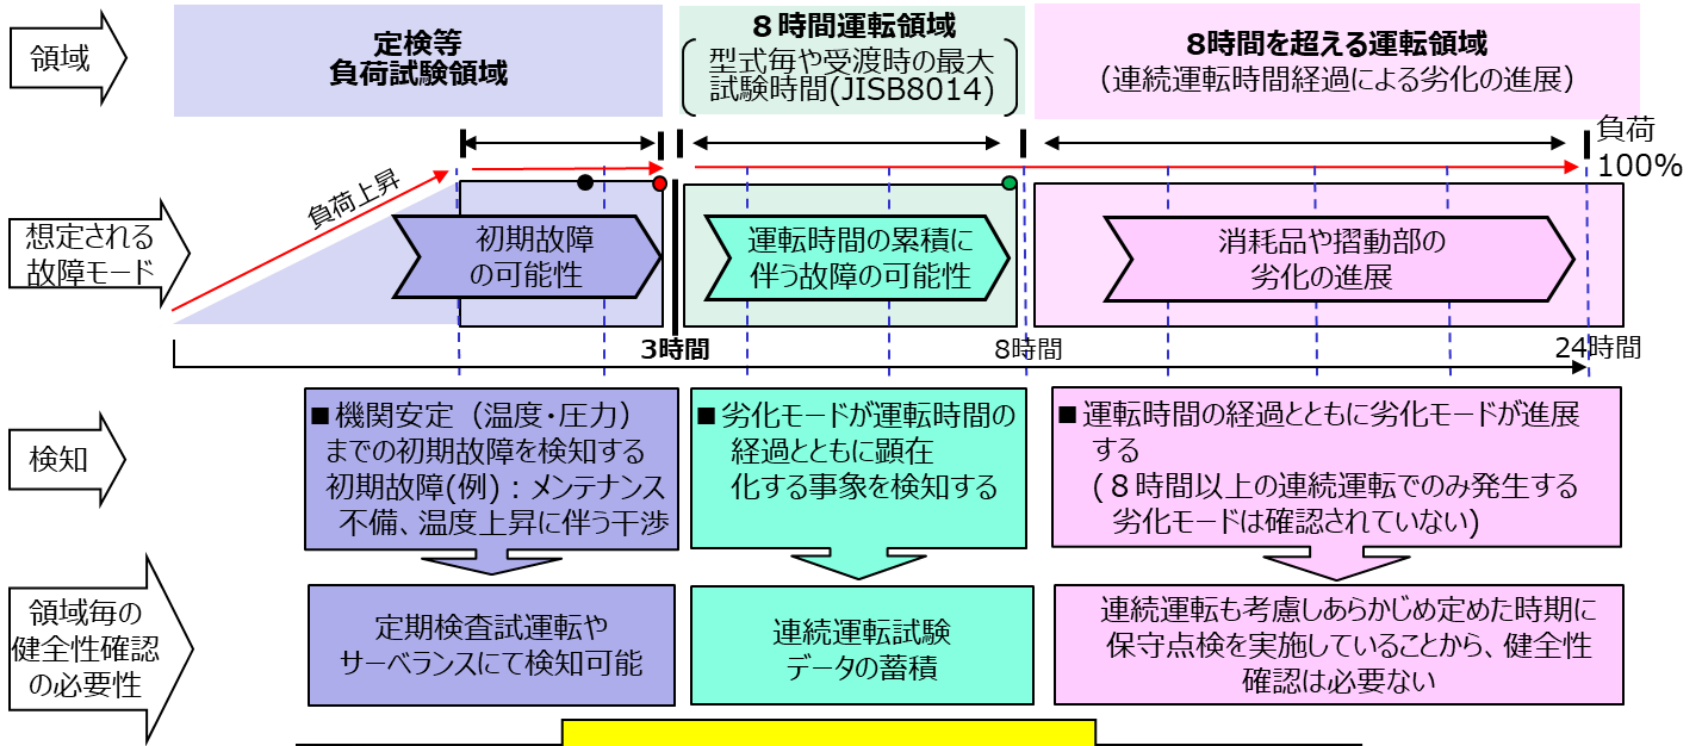 領域
定検等
負荷試験領域
８時間運転領域
型式毎や受渡時の最大
試験時間(JISB8014)
8時間を超える運転領域
（連続運転時間経過による劣化の進展）
負荷
100%
負荷上昇
想定される
故障モード
初期故障
の可能性
運転時間の累積に
伴う故障の可能性
消耗品や摺動部の
劣化の進展
3時間
8時間
24時間
検知
■機関安定（温度・圧力）
までの初期故障を検知する
初期故障(例)：メンテナンス
不備、温度上昇に伴う干渉
■劣化モードが運転時間の
経過とともに顕在
化する事象を検知する
■運転時間の経過とともに劣化モードが進展
する
(８時間以上の連続運転でのみ発生する
劣化モードは確認されていない)
領域毎の
健全性確認
の必要性
定期検査試運転や
サーベランスにて検知可能
連続運転試験
データの蓄積
連続運転も考慮しあらかじめ定めた時期に
保守点検を実施していることから、健全性
確認は必要ない